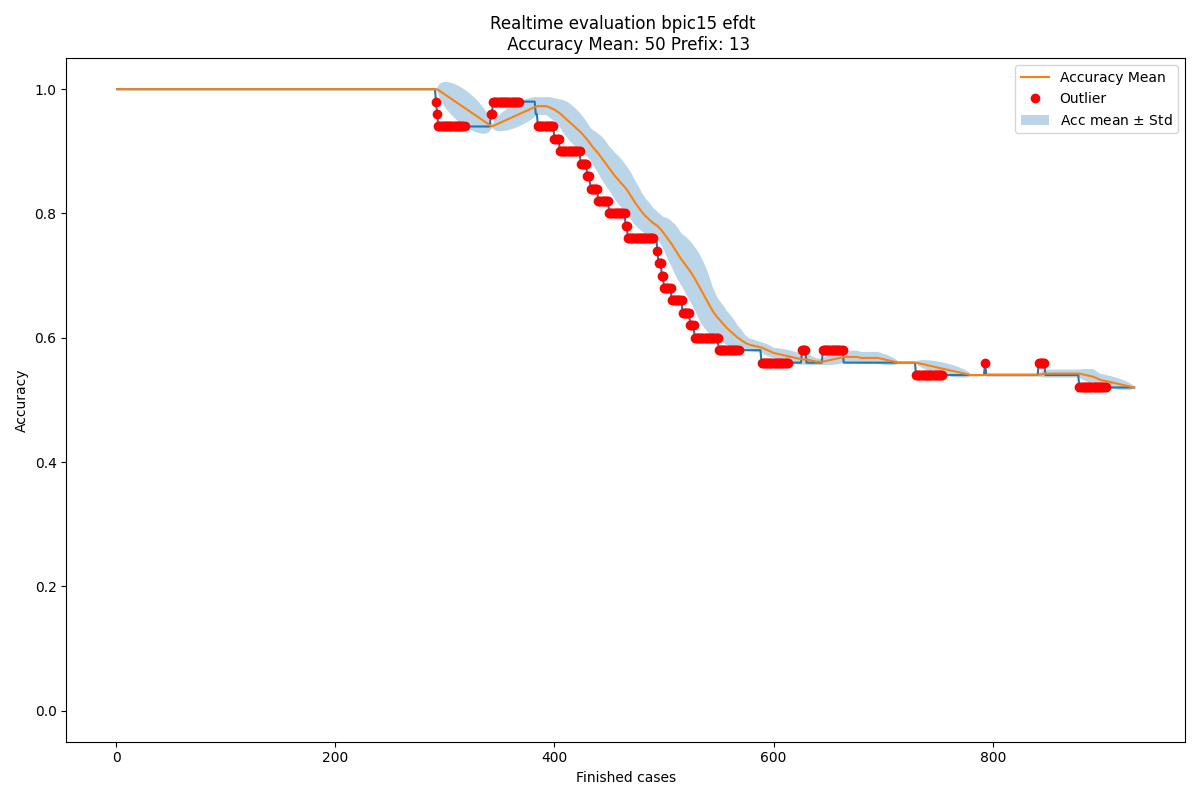 Realtime evaluation bpic15 efdt
Accuracy Mean: 50 Prefix: 13
Accuracy Mean
Outlier
Acc mean ± Std
1.0
0.8
0.6
0.4
0.2
0.0
Accuracy
0
200
400
600
800
Finished cases